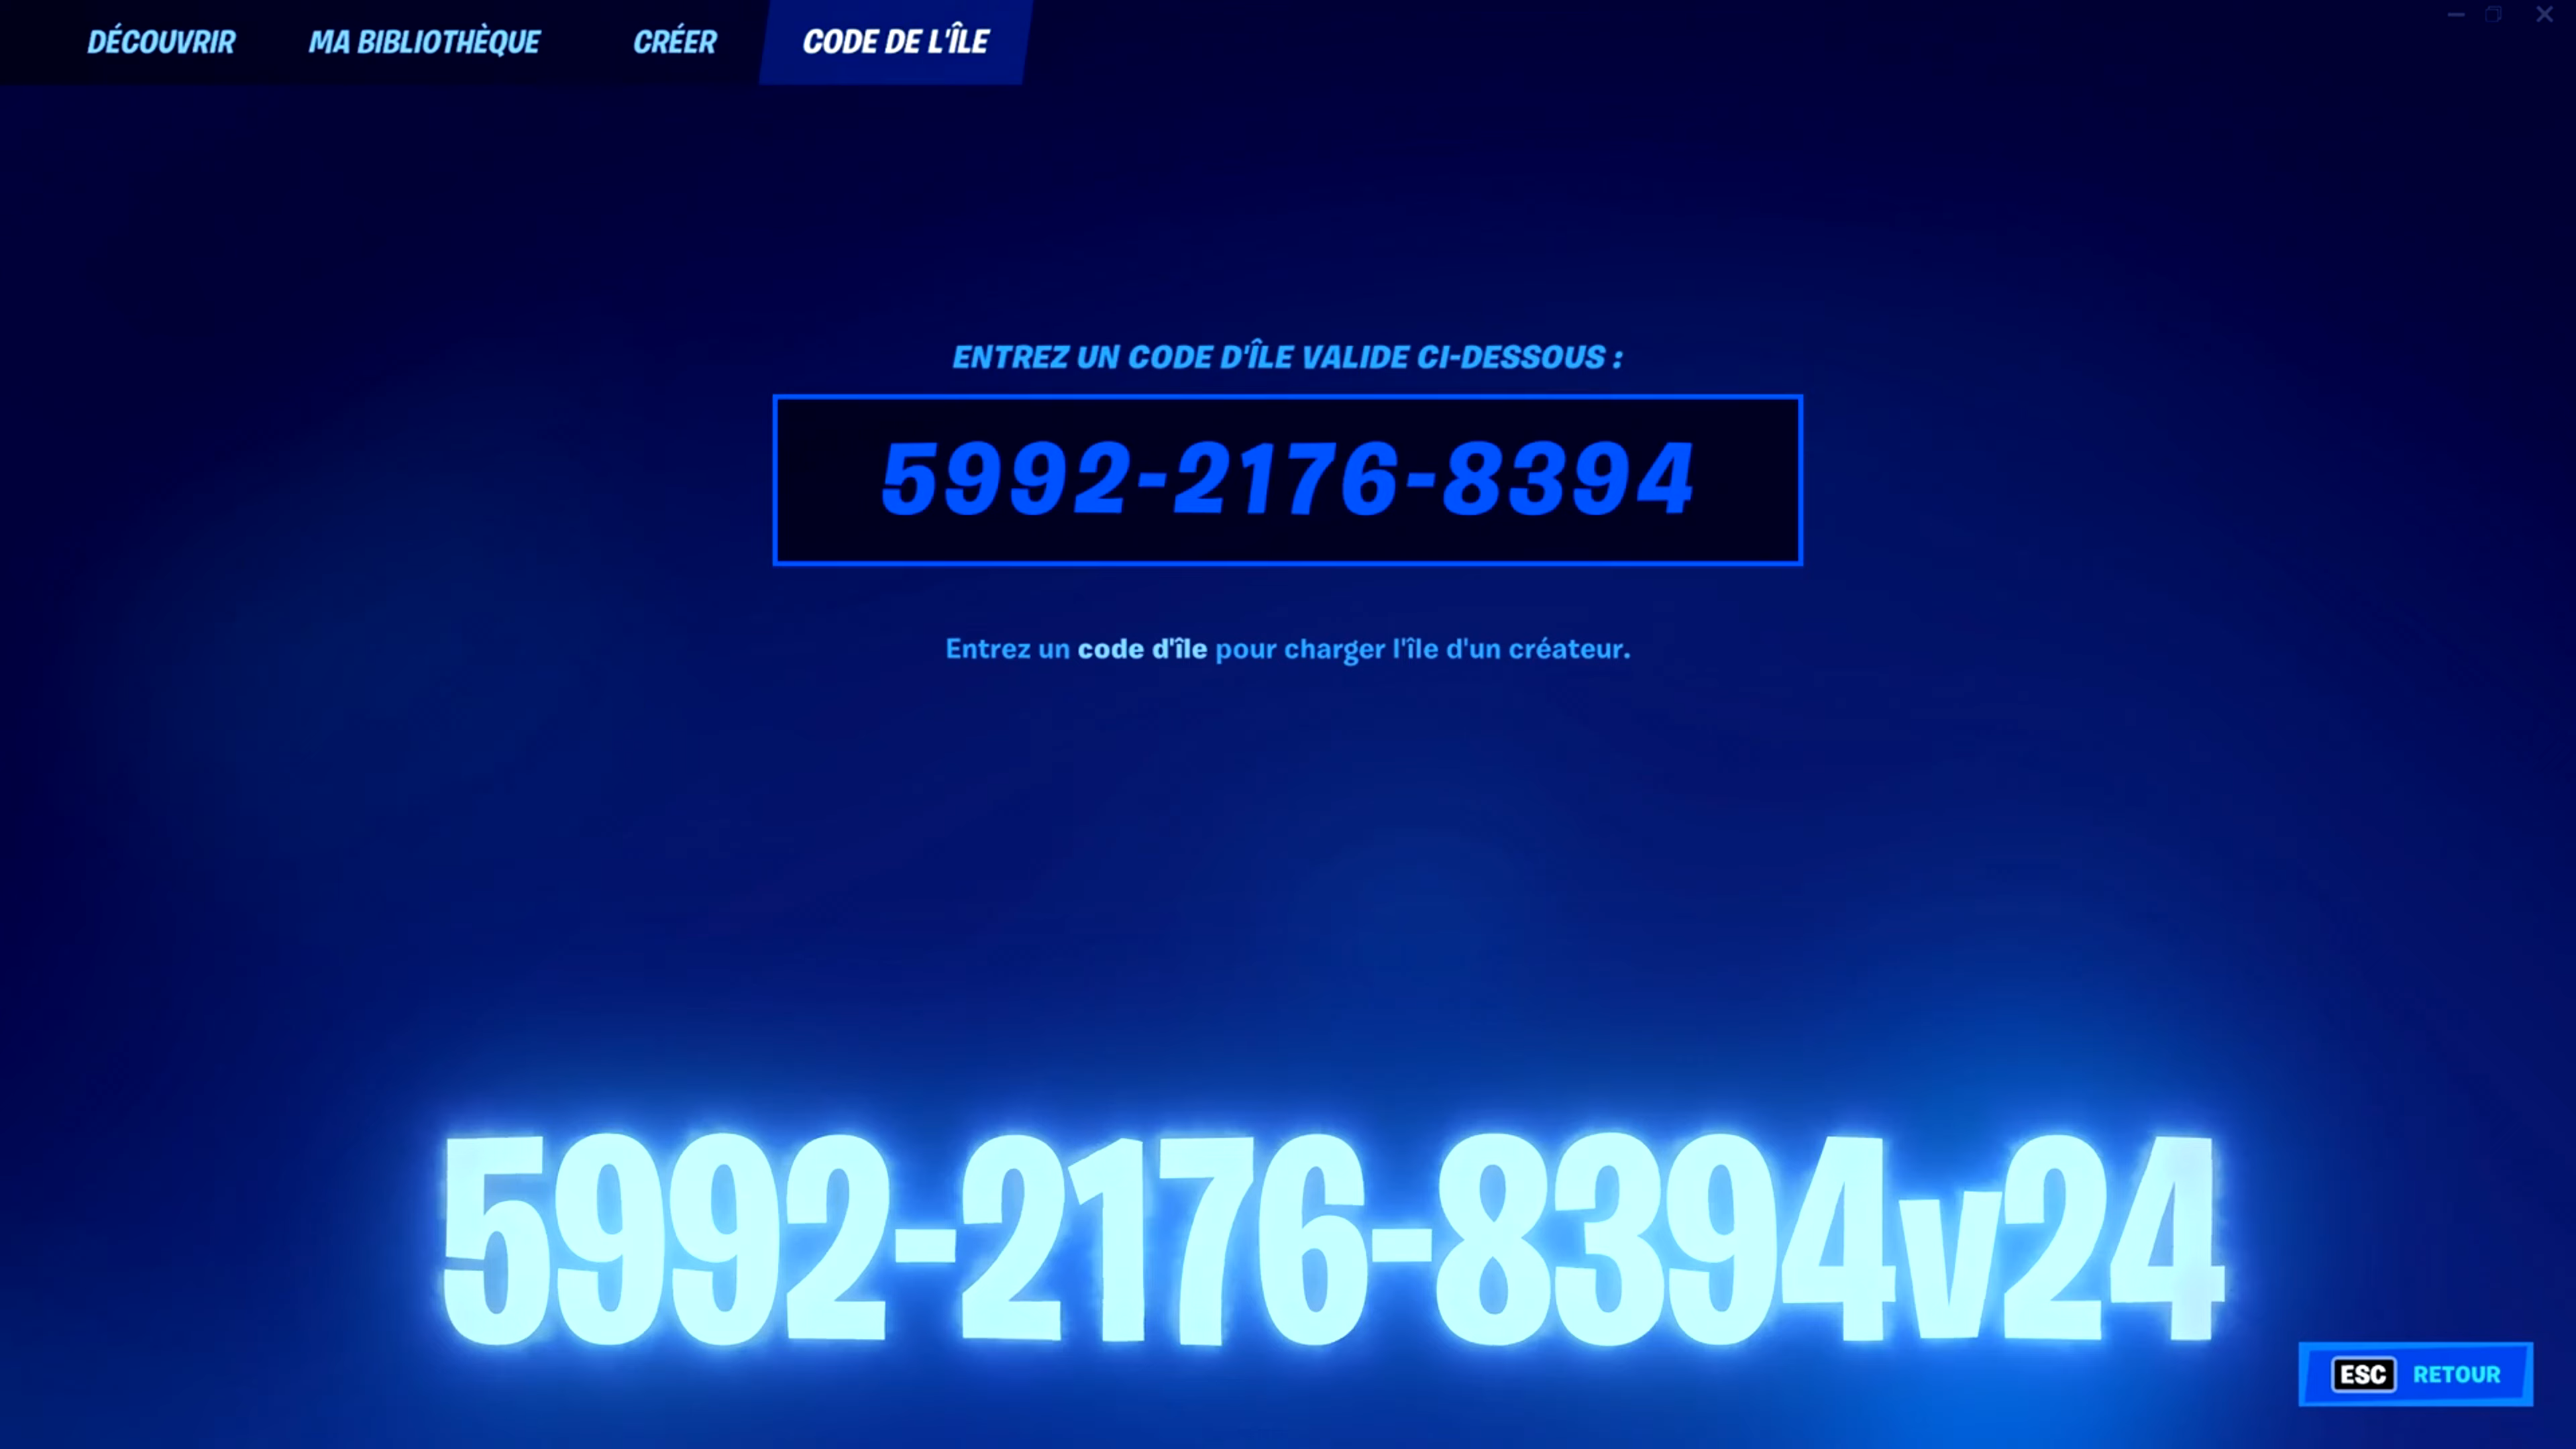 DÉCOUVRIR MA BIBLIOTHÈQUE CRÉER CODE DE L'ÎLE
ENTREZ UN CODE D'ÎLE VALIDE CI-DESSOUS :
5992-2176-8394
Entrez un code d'île pour charger l'île d'un créateur.
5992-2176-8394v24
ESC RETOUR